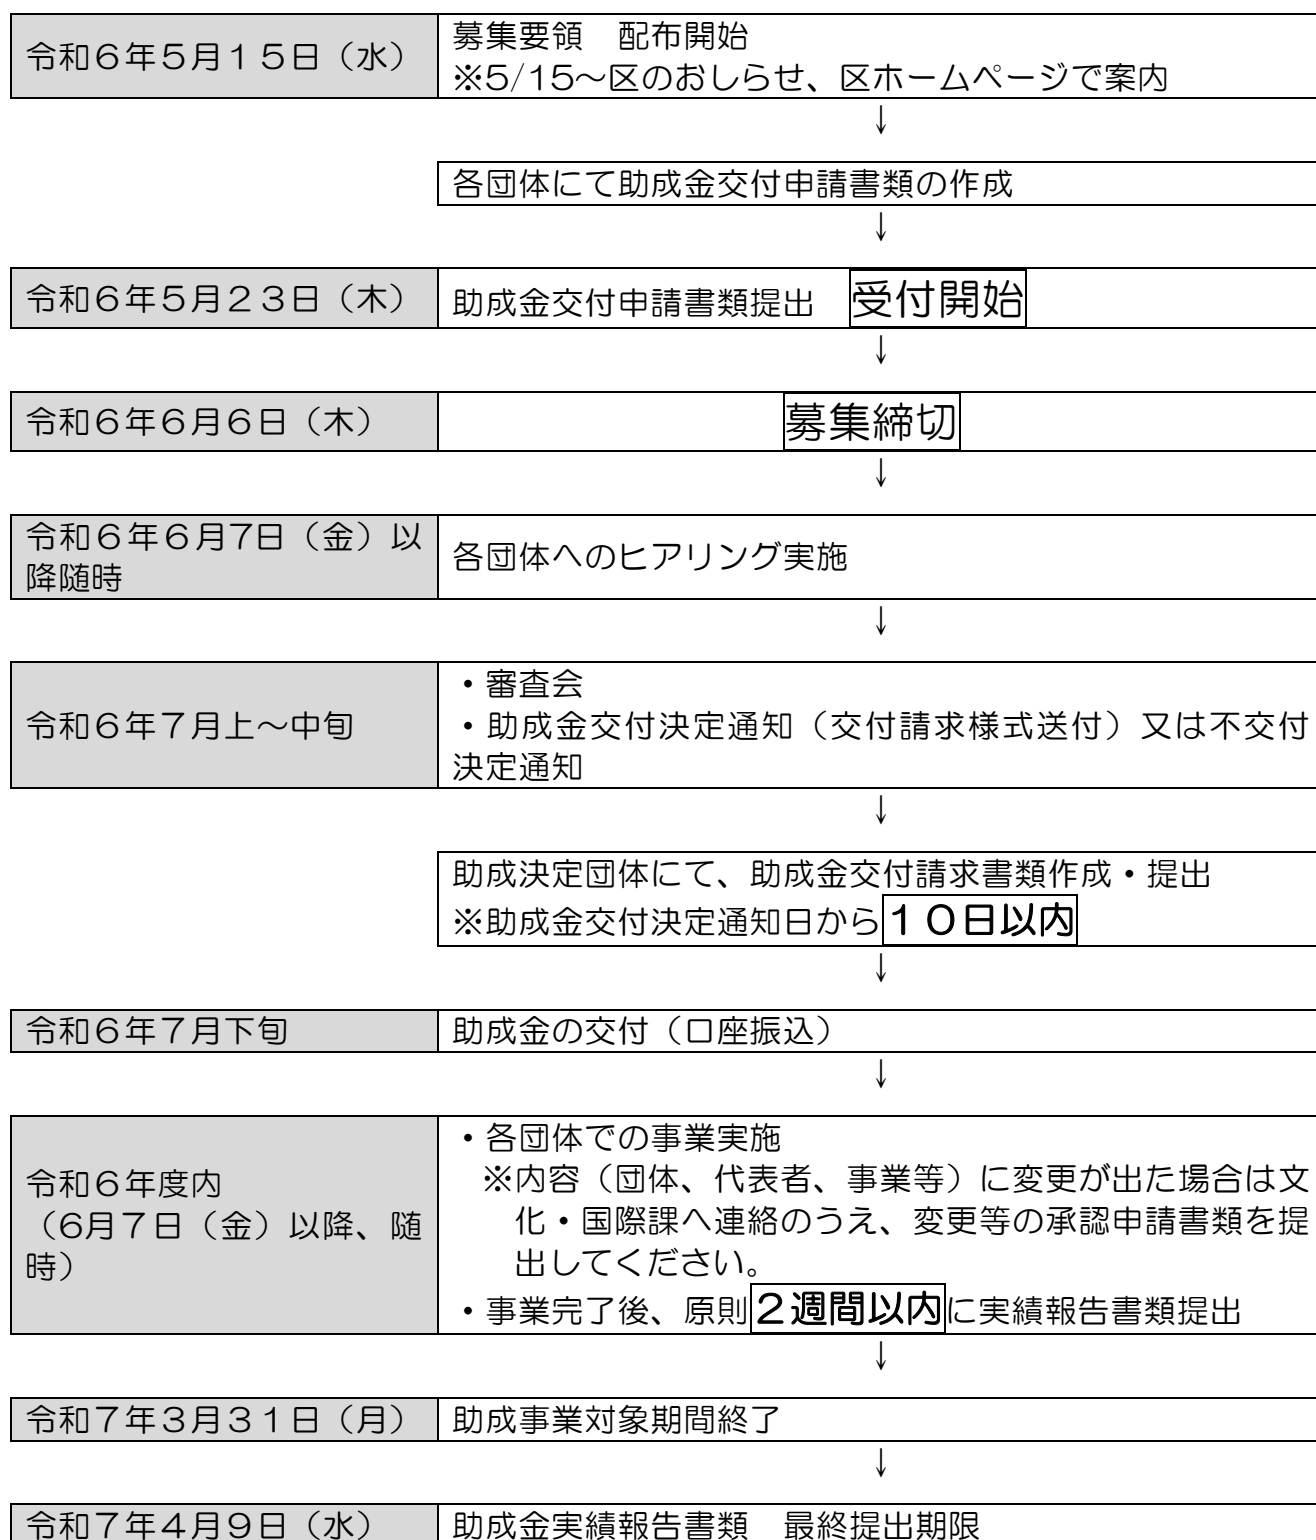 令和６年５月１５日（水）
募集要領　配布開始
※5/15～区のおしらせ、区ホームページで案内
↓
各団体にて助成金交付申請書類の作成
↓
令和６年５月２３日（木）
助成金交付申請書類提出　受付開始
↓
令和６年６月６日（木）
募集締切
↓
令和６年６月7日（金）以
降随時
各団体へのヒアリング実施
↓
令和６年７月上～中旬
・審査会
・助成金交付決定通知（交付請求様式送付）又は不交付
決定通知
↓
助成決定団体にて、助成金交付請求書類作成・提出
※助成金交付決定通知日から１０日以内
↓
令和６年７月下旬
助成金の交付（口座振込）
↓
令和６年度内
（6月７日（金）以降、随
時）
・各団体での事業実施
※内容（団体、代表者、事業等）に変更が出た場合は文
化・国際課へ連絡のうえ、変更等の承認申請書類を提
出してください。
・事業完了後、原則２週間以内に実績報告書類提出
↓
令和７年３月３１日（月）
助成事業対象期間終了
↓
令和７年４月９日（水）
助成金実績報告書類　最終提出期限